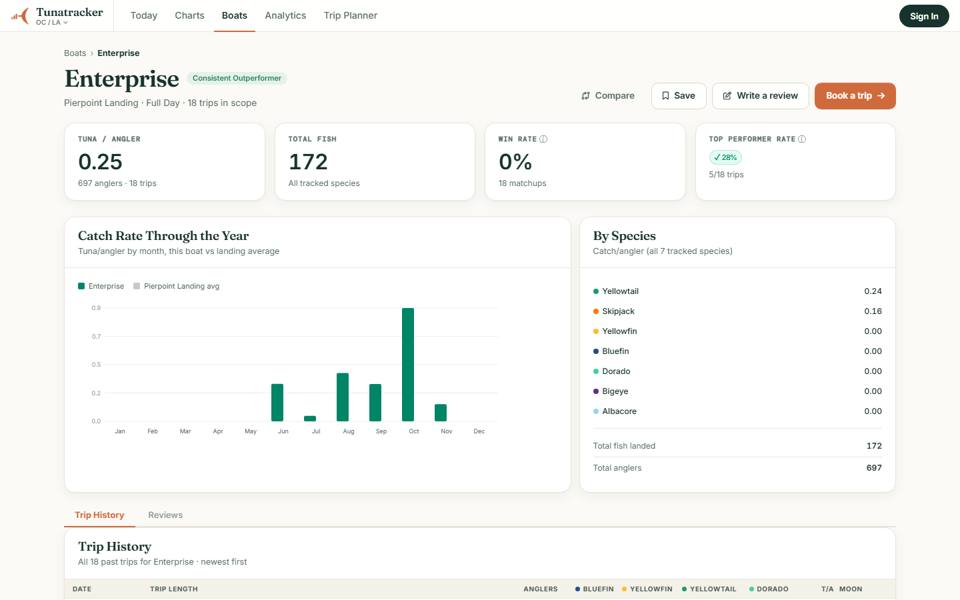 Tunatracker
OC / LA
Today
Charts
Boats
Analytics
Trip Planner
Sign In
Boats › Enterprise
Enterprise
Consistent Outperformer
Pierpoint Landing · Full Day · 18 trips in scope
Compare
Save
Write a review
Book a trip →
TUNA / ANGLER
0.25
697 anglers · 18 trips
TOTAL FISH
172
All tracked species
WIN RATE
0%
18 matchups
TOP PERFORMER RATE
✓ 28%
5/18 trips
Catch Rate Through the Year
Tuna/angler by month, this boat vs landing average
Enterprise
Pierpoint Landing avg
0.9
0.7
0.5
0.2
0.0
Jan Feb Mar Apr May Jun Jul Aug Sep Oct Nov Dec
By Species
Catch/angler (all 7 tracked species)
Yellowtail 0.24
Skipjack 0.16
Yellowfin 0.00
Bluefin 0.00
Dorado 0.00
Bigeye 0.00
Albacore 0.00
Total fish landed 172
Total anglers 697
Trip History
Reviews
Trip History
All 18 past trips for Enterprise · newest first
DATE TRIP LENGTH ANGLERS BLUEFIN YELLOWFIN YELLOWTAIL DORADO T/A MOON